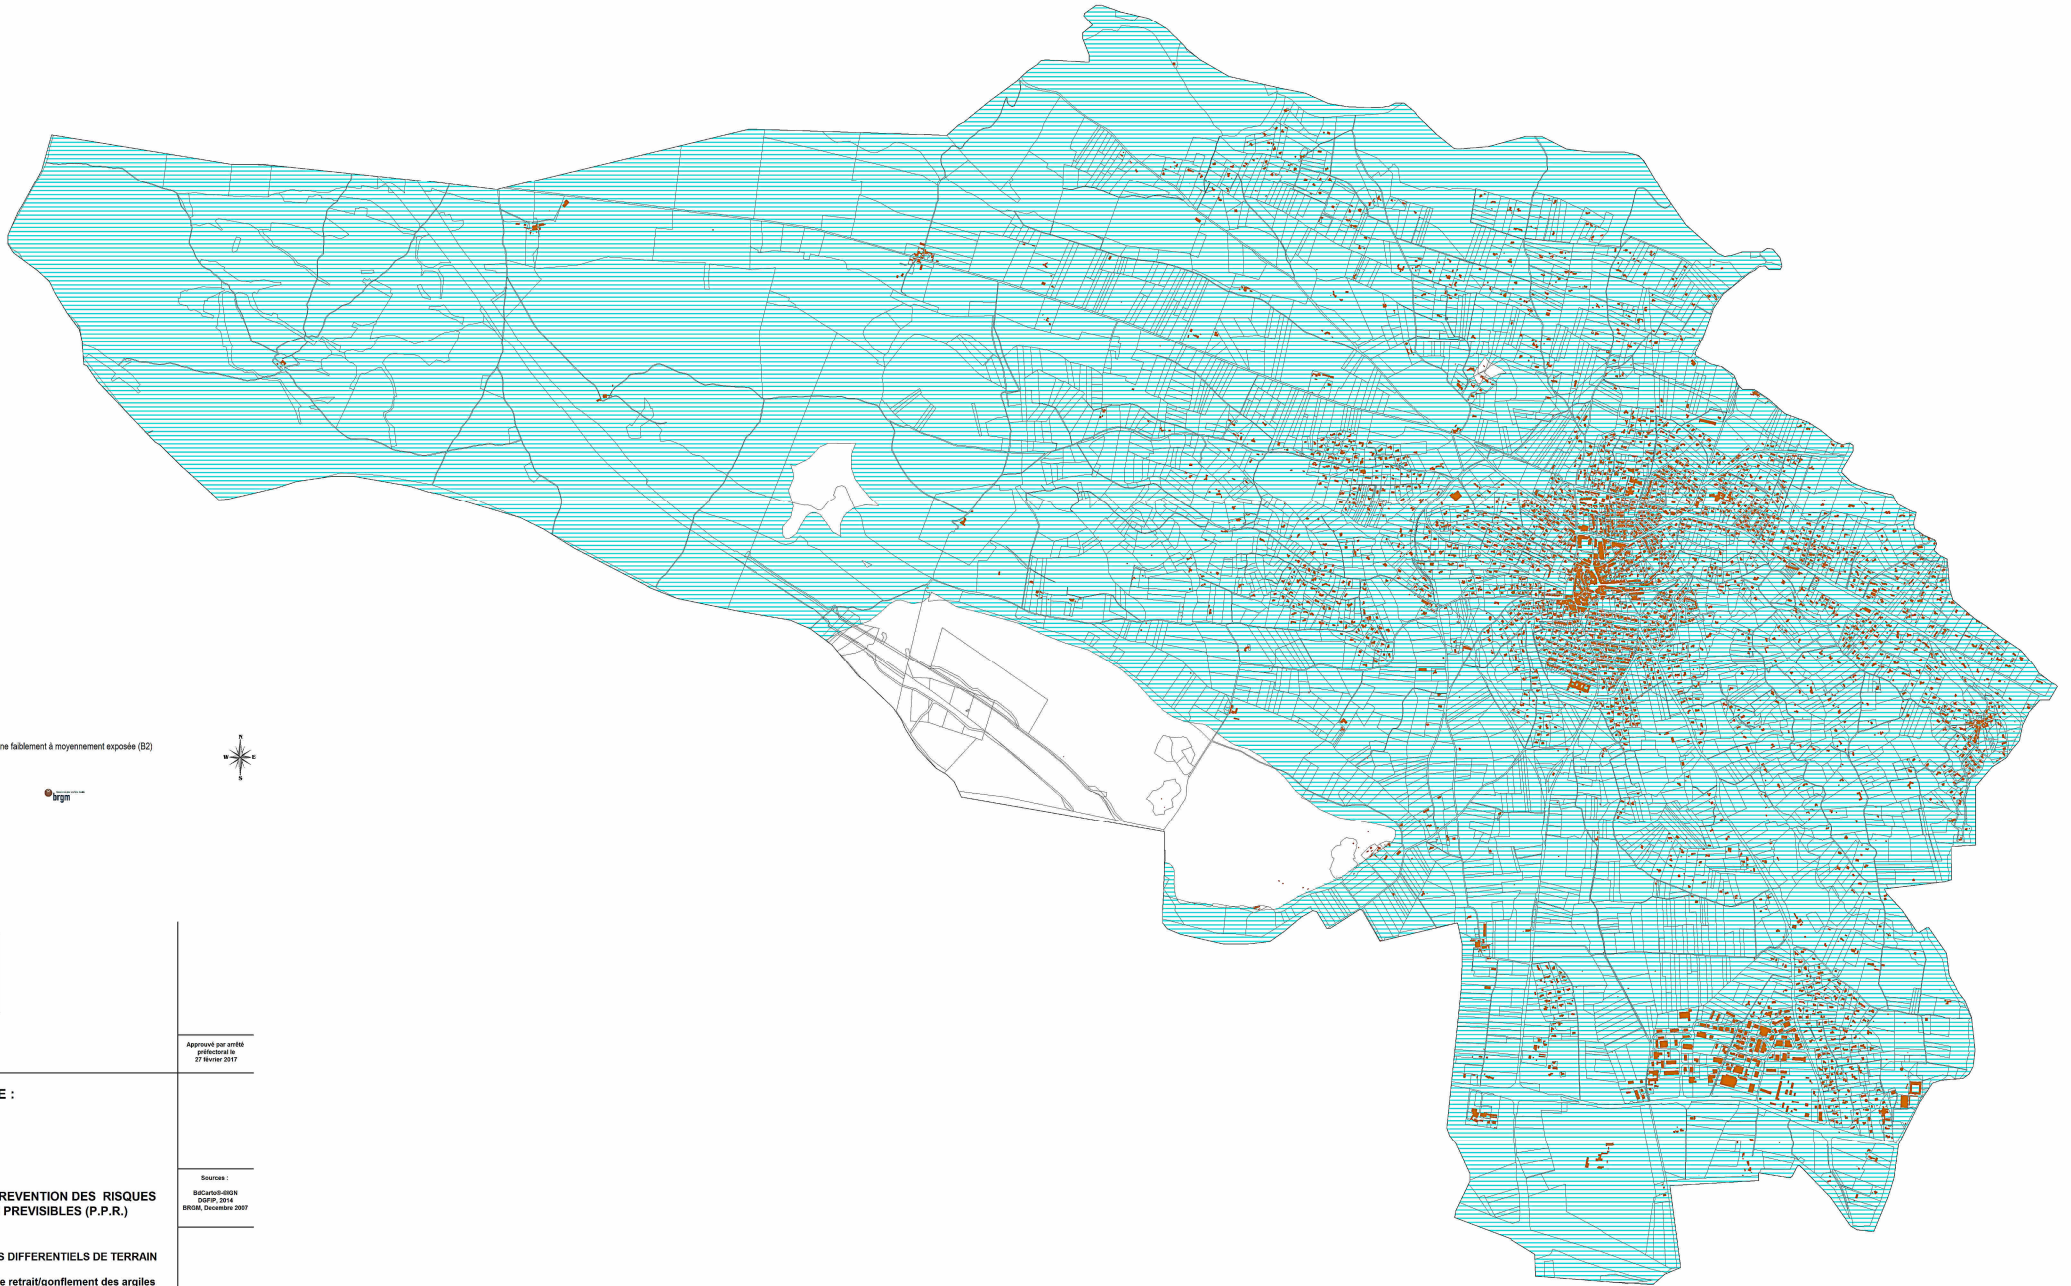 ne faiblement à moyennement exposée (B2)
N
W E
S
brgm
Approuvé par arrêté
préfectoral le
27 février 2017
E :
Sources :
BdCarto®-®IGN
DGFIP, 2014
BRGM, Decembre 2007
REVENTION DES RISQUES
PREVISIBLES (P.P.R.)
S DIFFERENTIELS DE TERRAIN
e retrait/gonflement des argiles